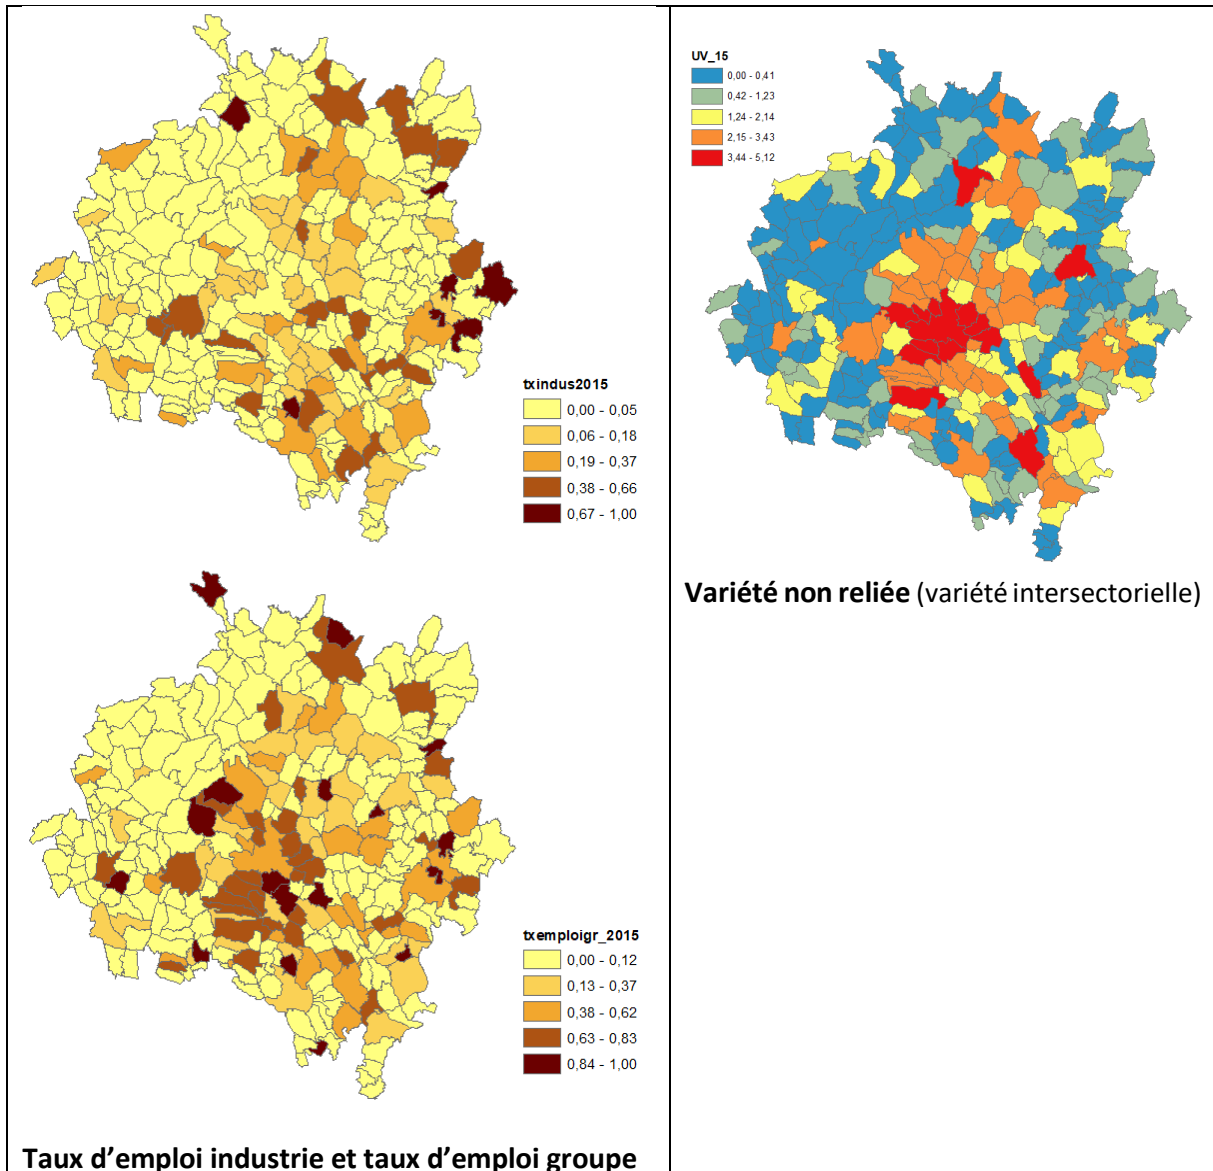 txindus2015
0,00 - 0,05
0,06 - 0,18
0,19 - 0,37
0,38 - 0,66
0,67 - 1,00
txemploigr_2015
0,00 - 0,12
0,13 - 0,37
0,38 - 0,62
0,63 - 0,83
0,84 - 1,00
Taux d’emploi industrie et taux d’emploi groupe
UV_15
0,00 - 0,41
0,42 - 1,23
1,24 - 2,14
2,15 - 3,43
3,44 - 5,12
Variété non reliée (variété intersectorielle)